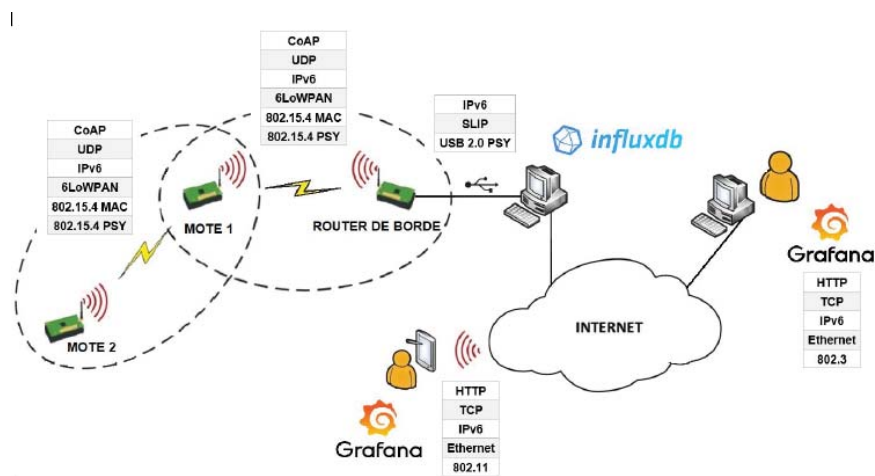 CoAP
UDP
IPv6
6LoWPAN
802.15.4 MAC
802.15.4 PSY
CoAP
UDP
IPv6
6LoWPAN
802.15.4 MAC
802.15.4 PSY
IPv6
SLIP
USB 2.0 PSY
influxdb
MOTE 1
ROUTER DE BORDE
MOTE 2
INTERNET
Grafana
HTTP
TCP
IPv6
Ethernet
802.3
Grafana
HTTP
TCP
IPv6
Ethernet
802.11